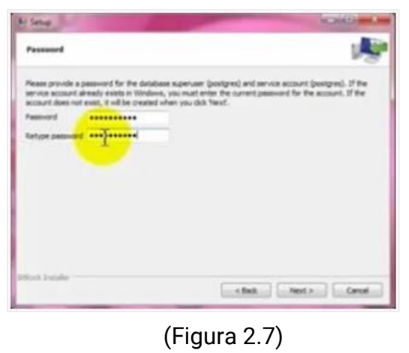 Setup
Password
Please provide a password for the database superuser (postgres) and service account (postgres). If the
service account already exists in Windows, you must enter the current password for the account. If the
account does not exist, it will be created when you click 'Next'.
Password ••••••••••
Retype password ••••••••••
BitRock Installer
< Back Next > Cancel
(Figura 2.7)